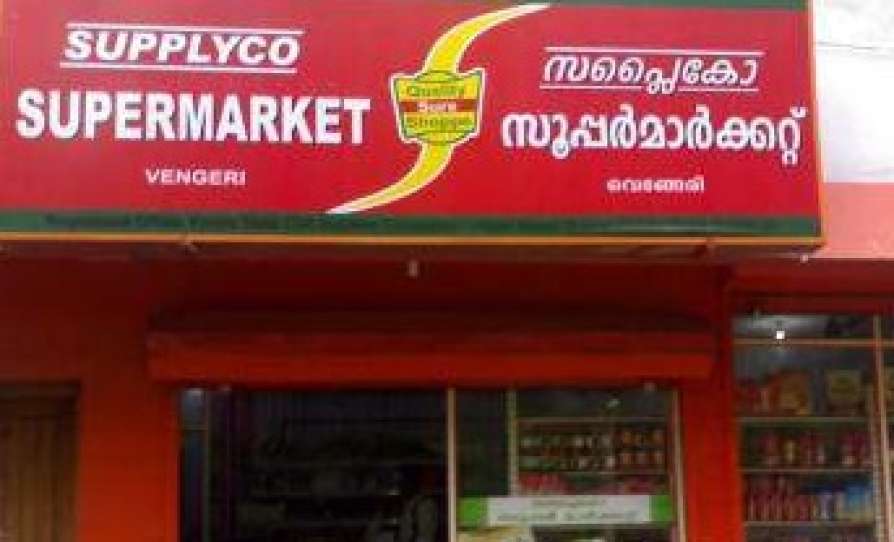 SUPPLYCO
SUPERMARKET
VENGERI
Quality
Sure
Shoppe
സപ്ലൈകോ
സൂപ്പർമാർക്കറ്റ്
വെങ്ങേരി